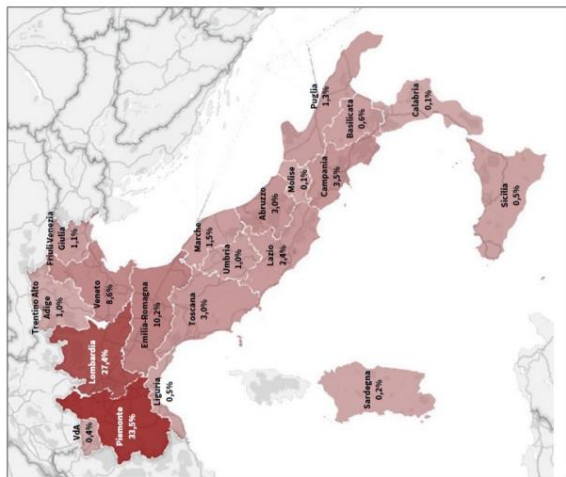 VdA
0,4%
Piemonte
33,5%
Lombardia
27,4%
Trentino Alto
Adige
1,0%
Friuli Venezia
Giulia
1,1%
Veneto
8,6%
Emilia-Romagna
10,2%
Liguria
0,5%
Toscana
3,0%
Marche
1,5%
Umbria
1,0%
Lazio
2,4%
Abruzzo
3,0%
Molise
0,1%
Campania
3,5%
Puglia
1,3%
Basilicata
0,6%
Calabria
0,1%
Sicilia
0,5%
Sardegna
0,2%